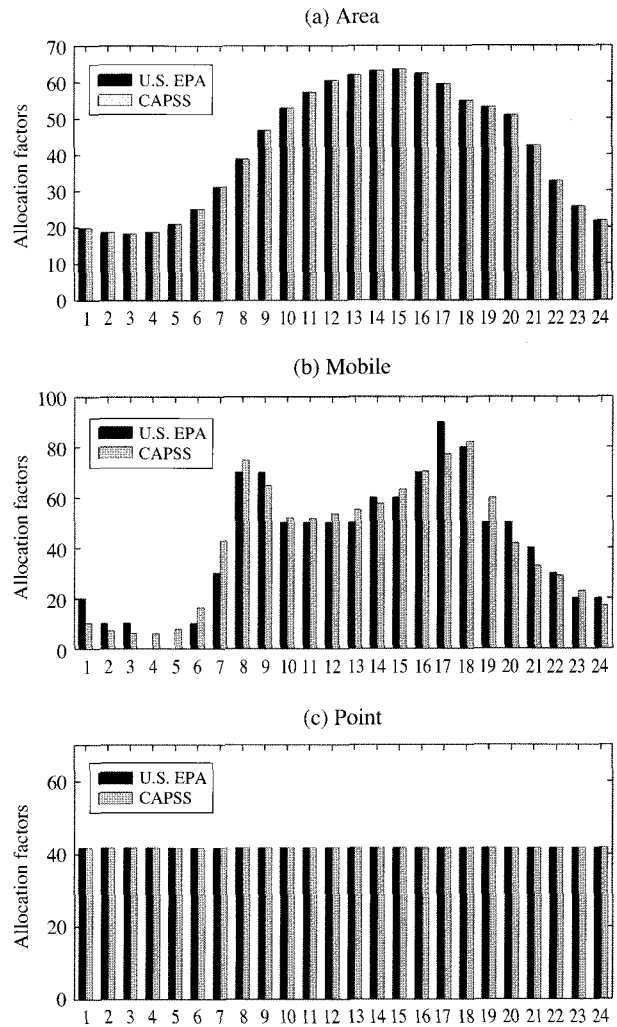 (a) Area
70
60
50
40
30
20
10
0
Allocation factors
U.S. EPA
CAPSS
1 2 3 4 5 6 7 8 9 10 11 12 13 14 15 16 17 18 19 20 21 22 23 24
(b) Mobile
100
80
60
40
20
0
Allocation factors
U.S. EPA
CAPSS
1 2 3 4 5 6 7 8 9 10 11 12 13 14 15 16 17 18 19 20 21 22 23 24
(c) Point
60
40
20
0
Allocation factors
U.S. EPA
CAPSS
1 2 3 4 5 6 7 8 9 10 11 12 13 14 15 16 17 18 19 20 21 22 23 24